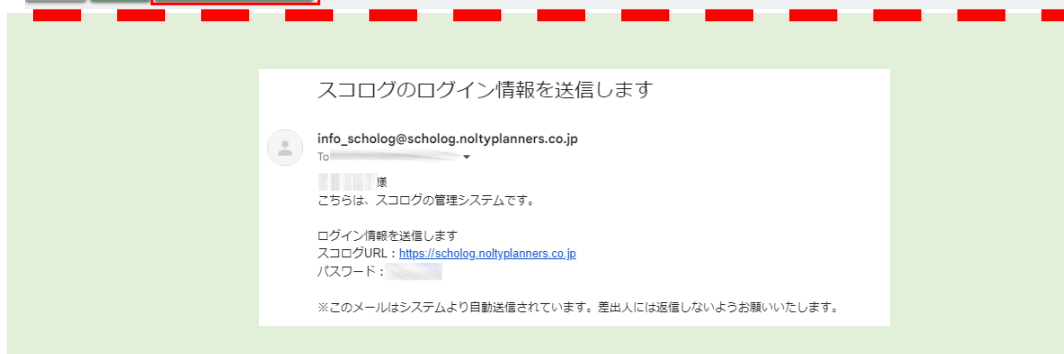 スコログのログイン情報を送信します
info_scholog@scholog.noltyplanners.co.jp
To
様
こちらは、スコログの管理システムです。
ログイン情報を送信します
スコログURL：https://scholog.noltyplanners.co.jp
パスワード：
※このメールはシステムより自動送信されています。差出人には返信しないようお願いいたします。